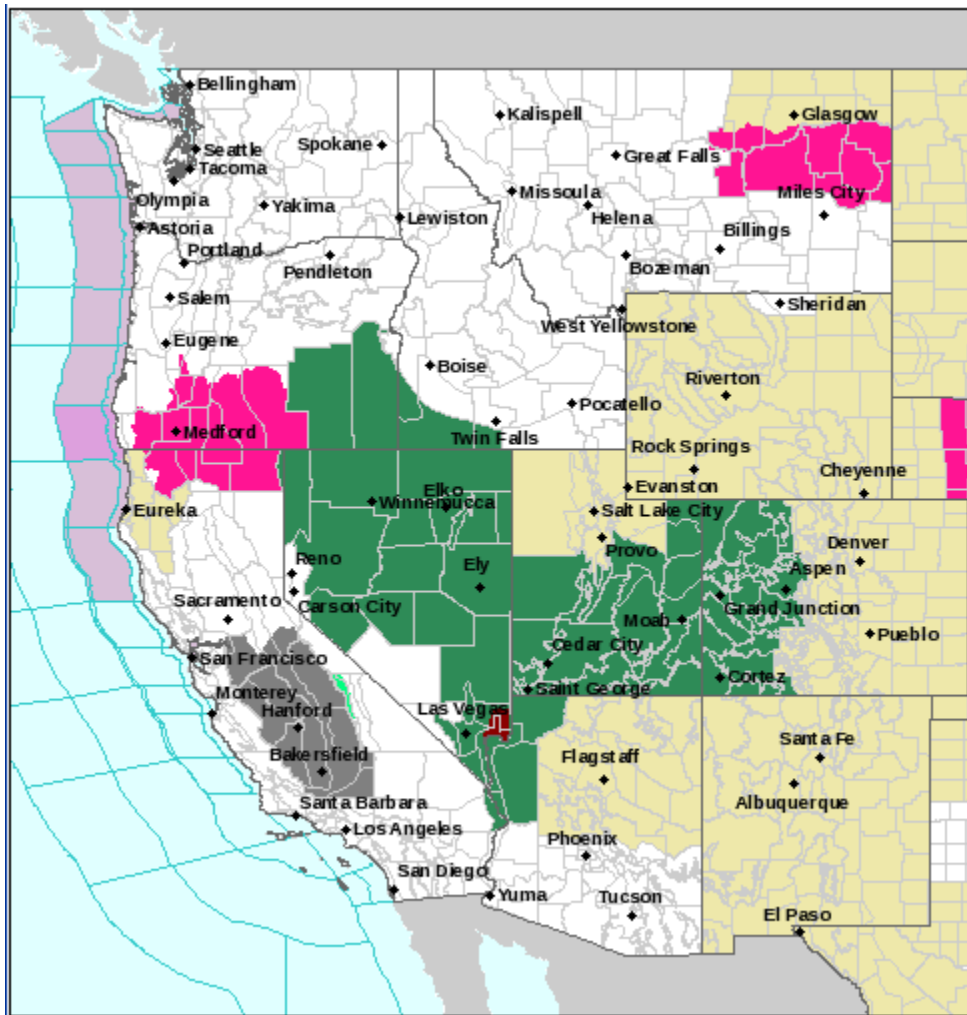 Bellingham
Kalispell
Glasgow
Seattle
Spokane
Great Falls
Tacoma
Missoula
Miles City
Olympia
Yakima
Lewiston
Helena
Astoria
Billings
Portland
Pendleton
Bozeman
Salem
Sheridan
West Yellowstone
Eugene
Boise
Riverton
Pocatello
Medford
Twin Falls
Rock Springs
Cheyenne
Elko
Evanston
Winnemucca
Eureka
Salt Lake City
Denver
Provo
Reno
Ely
Aspen
Sacramento
Carson City
Grand Junction
Moab
Pueblo
Cedar City
San Francisco
Cortez
Saint George
Monterey
Hanford
Las Vegas
Santa Fe
Bakersfield
Flagstaff
Albuquerque
Santa Barbara
Los Angeles
Phoenix
San Diego
Yuma
Tucson
El Paso